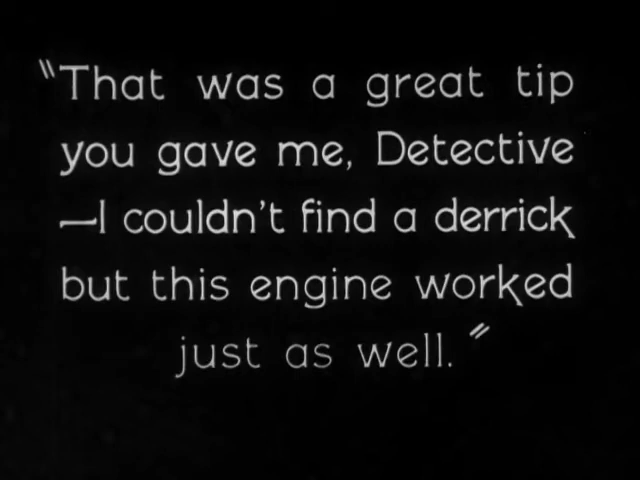 "That was a great tip
you gave me, Detective
—I couldn't find a derrick
but this engine worked
just as well."